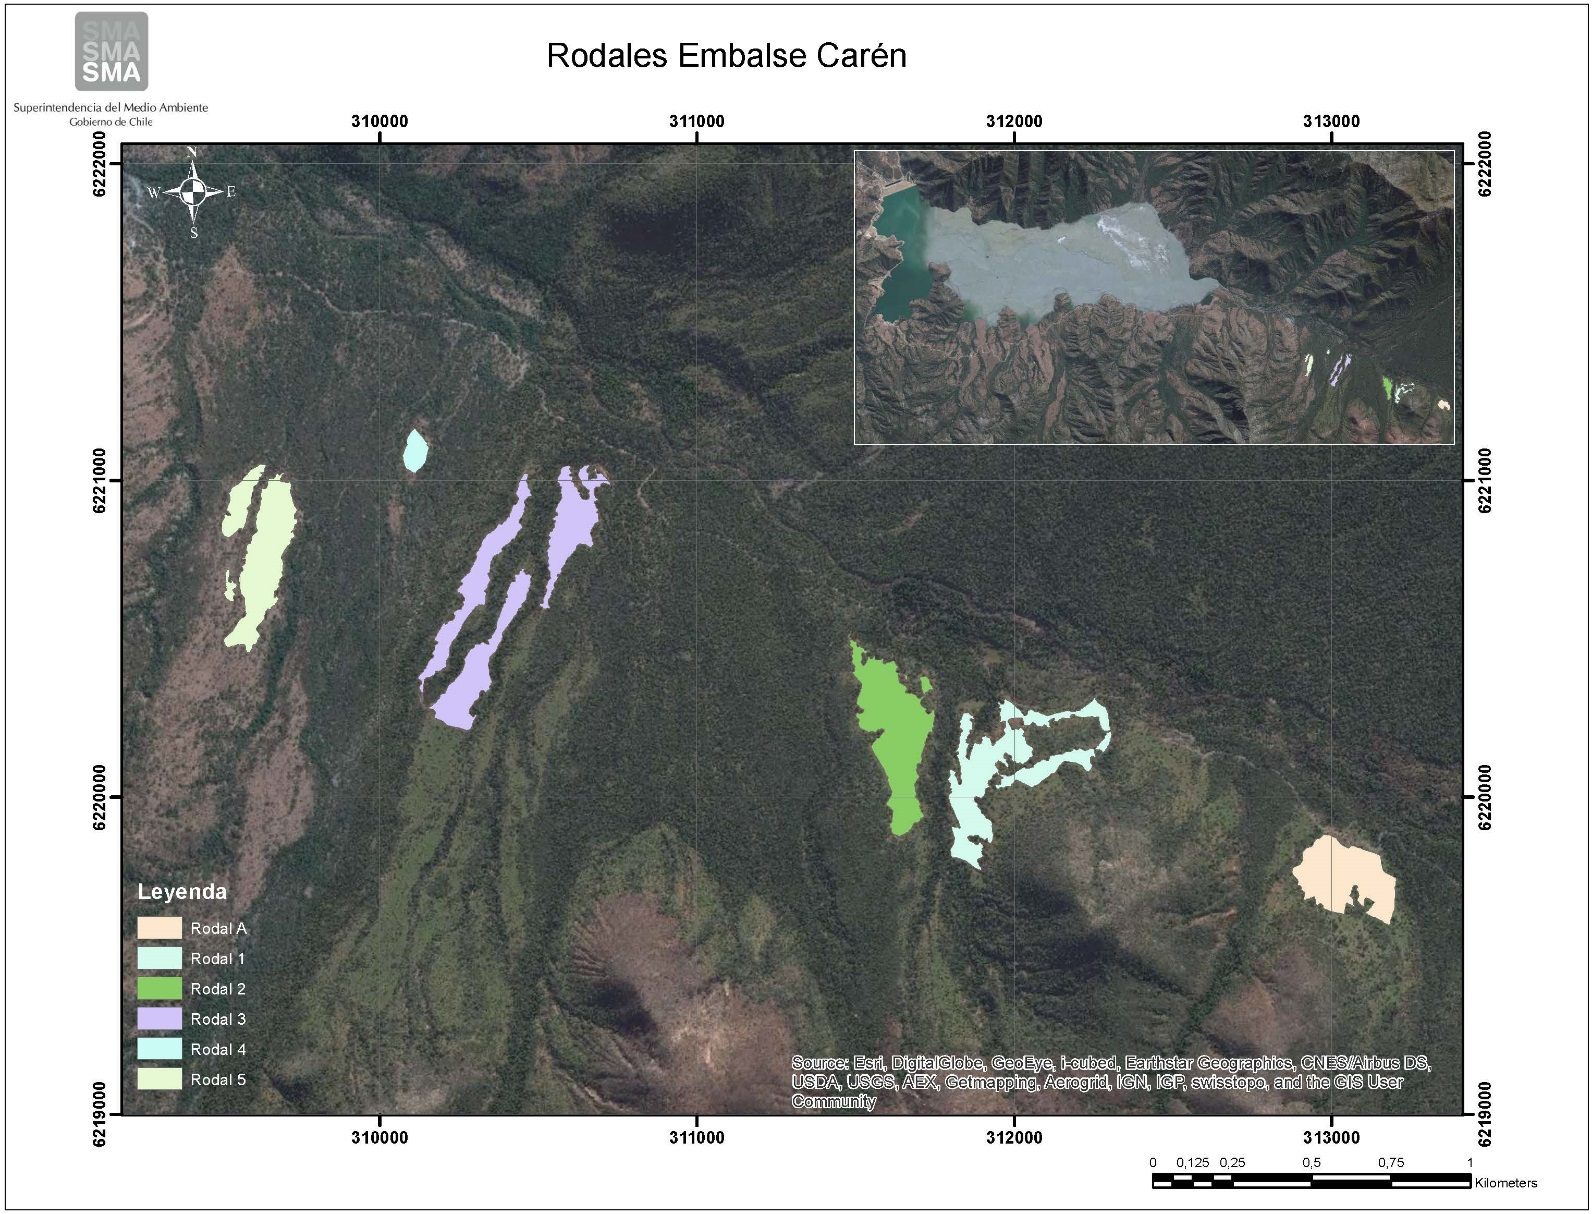 SMA
SMA
SMA
Superintendencia del Medio Ambiente
Gobierno de Chile
Rodales Embalse Carén
310000
311000
312000
313000
6222000
6222000
N
W
E
S
6221000
6221000
6220000
6220000
Leyenda
Rodal A
Rodal 1
Rodal 2
Rodal 3
Rodal 4
Rodal 5
Source: Esri, DigitalGlobe, GeoEye, i-cubed, Earthstar Geographics, CNES/Airbus DS,
USDA, USGS, AEX, Getmapping, Aerogrid, IGN, IGP, swisstopo, and the GIS User
Community
6219000
6219000
310000
311000
312000
313000
0 0,125 0,25 0,5 0,75 1
Kilometers